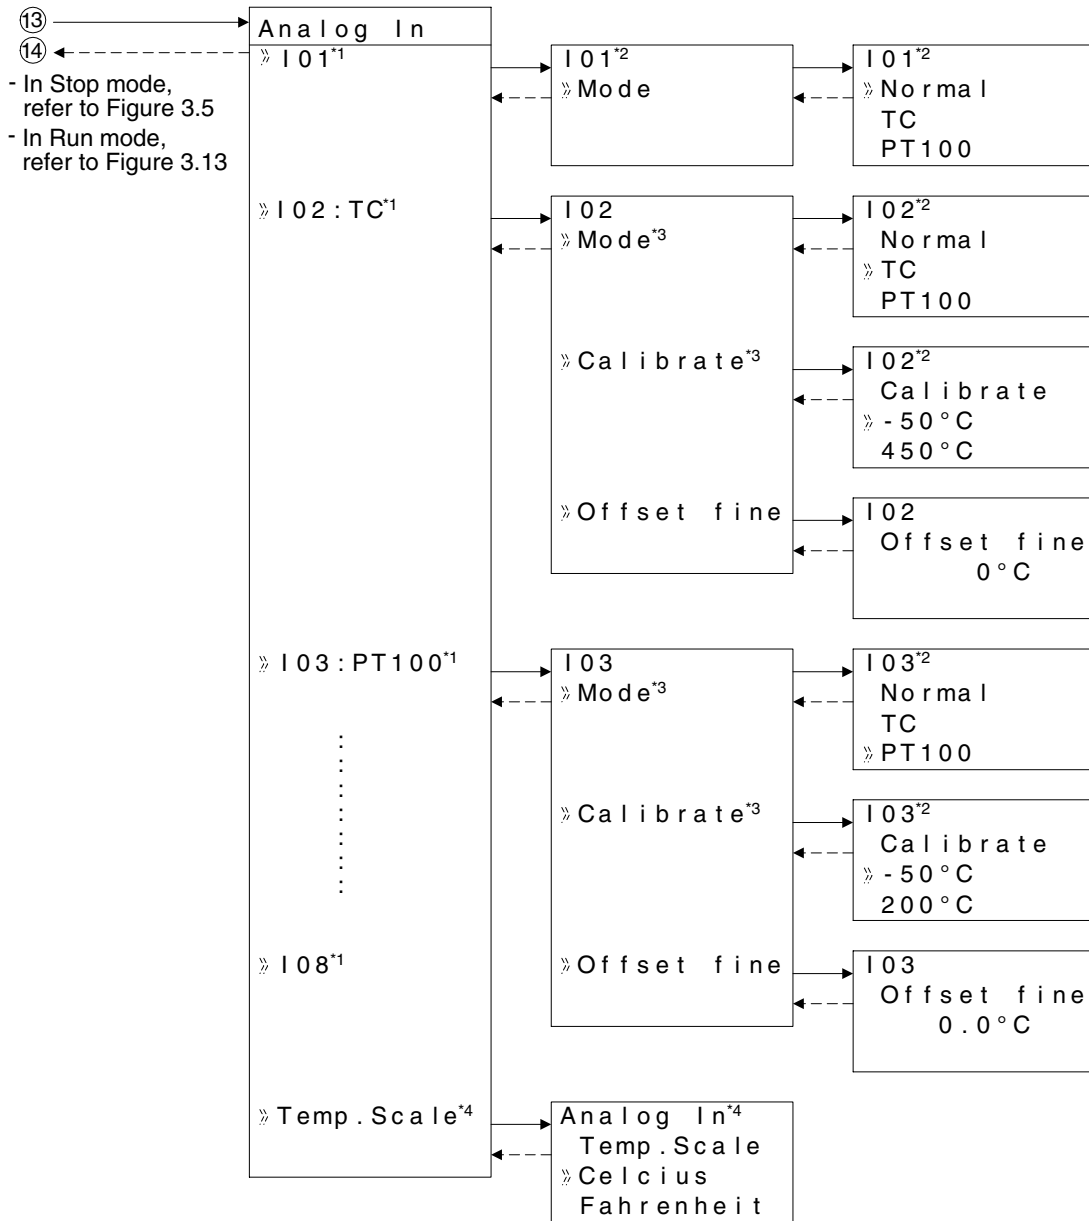 ⑬
⑭
- In Stop mode,
refer to Figure 3.5
- In Run mode,
refer to Figure 3.13
Analog In
» I01*1
I01*2
» Mode
I01*2
» Normal
TC
PT100
» I02:TC*1
I02
» Mode*3
I02*2
Normal
» TC
PT100
» Calibrate*3
I02*2
Calibrate
» -50°C
450°C
» Offset fine
I02
Offset fine
0°C
» I03:PT100*1
I03
» Mode*3
I03*2
Normal
TC
» PT100
» Calibrate*3
I03*2
Calibrate
» -50°C
200°C
» I08*1
» Offset fine
I03
Offset fine
0.0°C
» Temp.Scale*4
Analog In*4
Temp.Scale
» Celcius
Fahrenheit